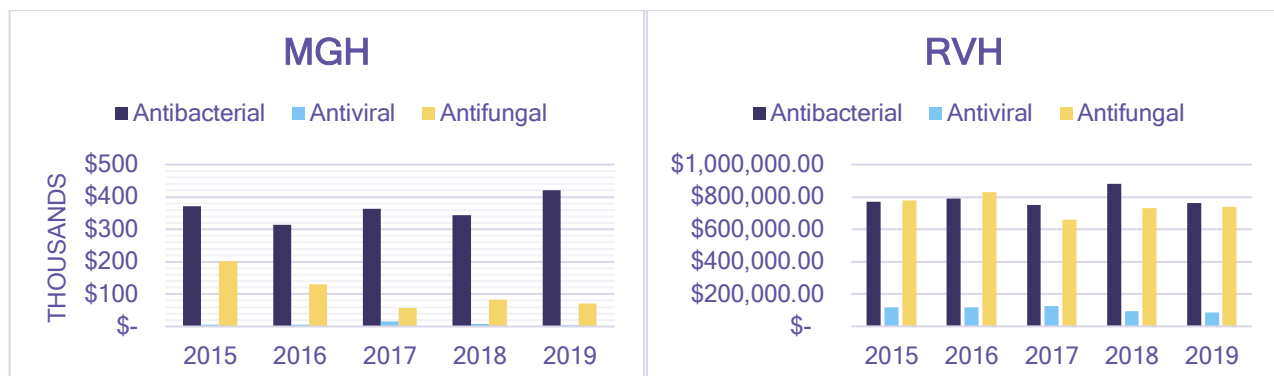 MGH
Antibacterial Antiviral Antifungal
THOUSANDS
$500
$400
$300
$200
$100
$-
2015 2016 2017 2018 2019
RVH
Antibacterial Antiviral Antifungal
$1,000,000.00
$800,000.00
$600,000.00
$400,000.00
$200,000.00
$-
2015 2016 2017 2018 2019